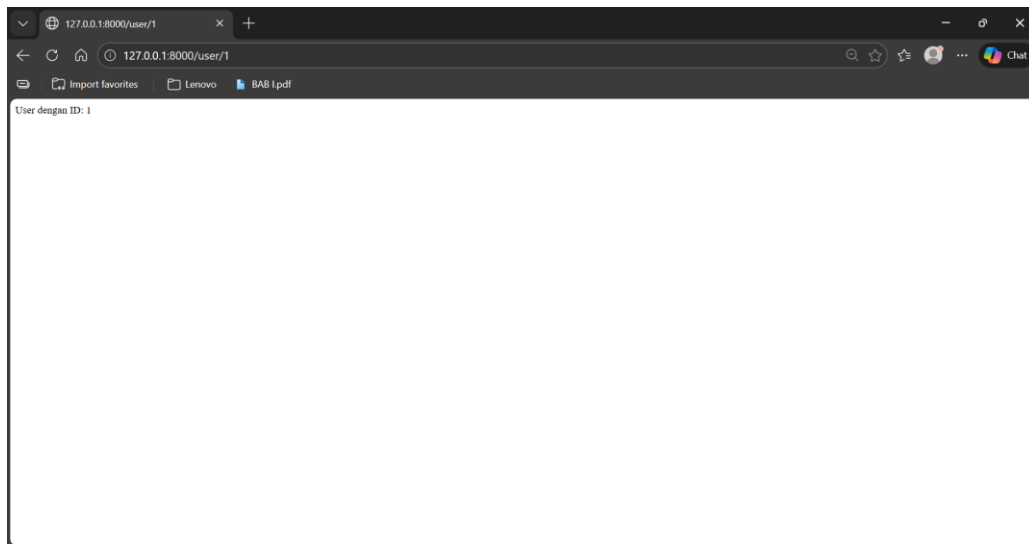 127.0.0.1:8000/user/1
127.0.0.1:8000/user/1
Chat
Import favorites
Lenovo
BAB I.pdf
User dengan ID: 1